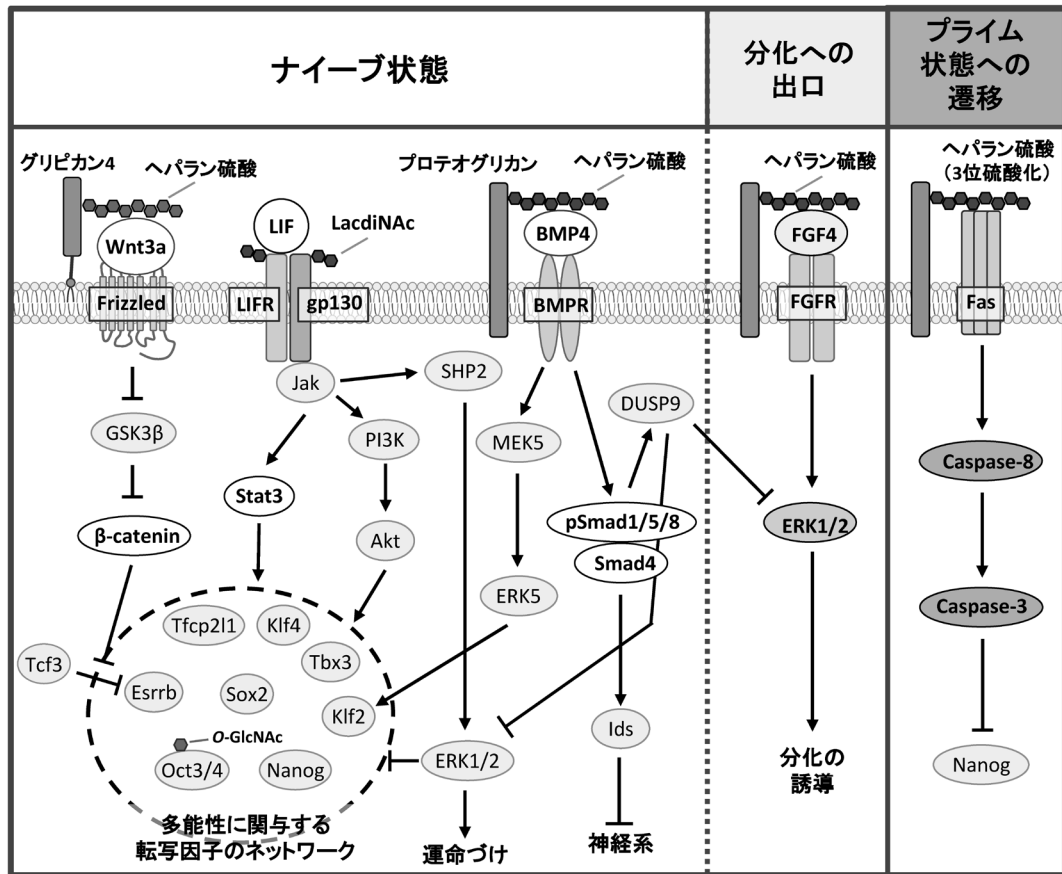 ナイーブ状態
分化への
出口
プライム
状態への
遷移
グリピカン4
ヘパラン硫酸
Wnt3a
Frizzled
GSK3β
β-catenin
Tcf3
LIF
LacdiNAc
LIFR
gp130
Jak
SHP2
PI3K
Stat3
Akt
Tfcp2l1
Klf4
Tbx3
Esrrb
Sox2
Klf2
O-GlcNAc
Oct3/4
Nanog
多能性に関与する
転写因子のネットワーク
プロテオグリカン
ヘパラン硫酸
BMP4
BMPR
MEK5
ERK5
DUSP9
pSmad1/5/8
Smad4
ERK1/2
運命づけ
Ids
神経系
ヘパラン硫酸
FGF4
FGFR
ERK1/2
分化の
誘導
ヘパラン硫酸
（3位硫酸化）
Fas
Caspase-8
Caspase-3
Nanog